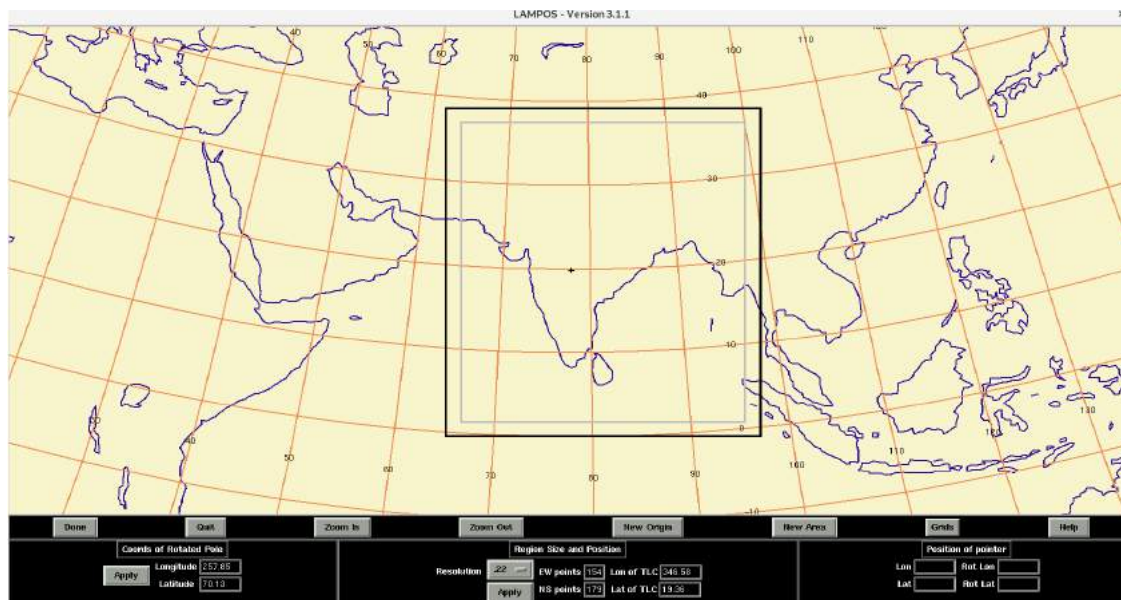 LAMPOS - Version 3.1.1
40 50 60 70 80 90 100 110
40
30
20
10
0
-10
30 40 50 60 70 80 90 100 110 120 130
Done Quit Zoom In Zoom Out New Origin New Area Grids Help
Coords of Rotated Pole Region Size and Position Position of pointer
Apply Longitude 257.85
Latitude 70.13
Resolution .22 EW points 154 Lon of TLC 346.58
Apply NS points 179 Lat of TLC 19.36
Lon Rot Lon
Lat Rot Lat